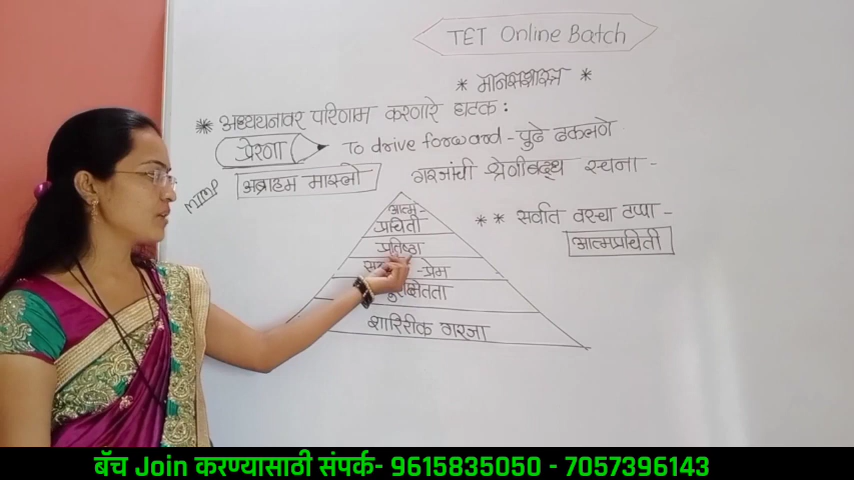 TET Online Batch
* मानसशास्त्र *
* अध्ययनावर परिणाम करणारे घटक :
प्रेरणा To drive forward - पुढे ढकलणे
MIMP अब्राहम मास्लो गरजांची श्रेणीबद्ध रचना -
आत्म-
प्रचिती
* * सर्वात वरचा टप्पा -
आत्मप्रचिती
प्रतिष्ठा
- प्रेम
सुरक्षितता
शारिरीक गरजा
बॅच Join करण्यासाठी संपर्क- 9615835050 - 7057396143